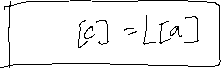 [c] = L[a]